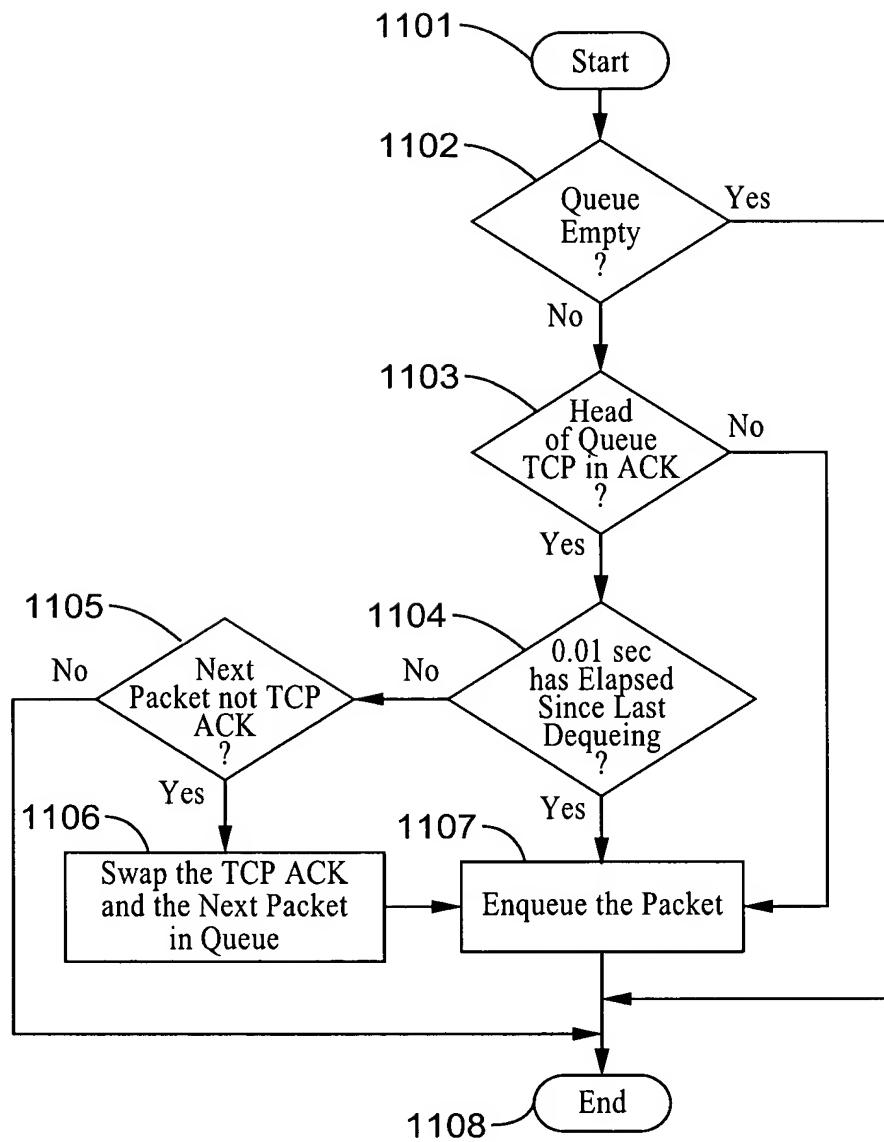 1101
Start
1102
Queue
Empty
?
Yes
No
1103
Head
of Queue
TCP in ACK
?
No
Yes
1104
0.01 sec
has Elapsed
Since Last
Dequeing
?
No
Yes
1105
Next
Packet not TCP
ACK
?
No
Yes
1106
Swap the TCP ACK
and the Next Packet
in Queue
1107
Enqueue the Packet
End
1108